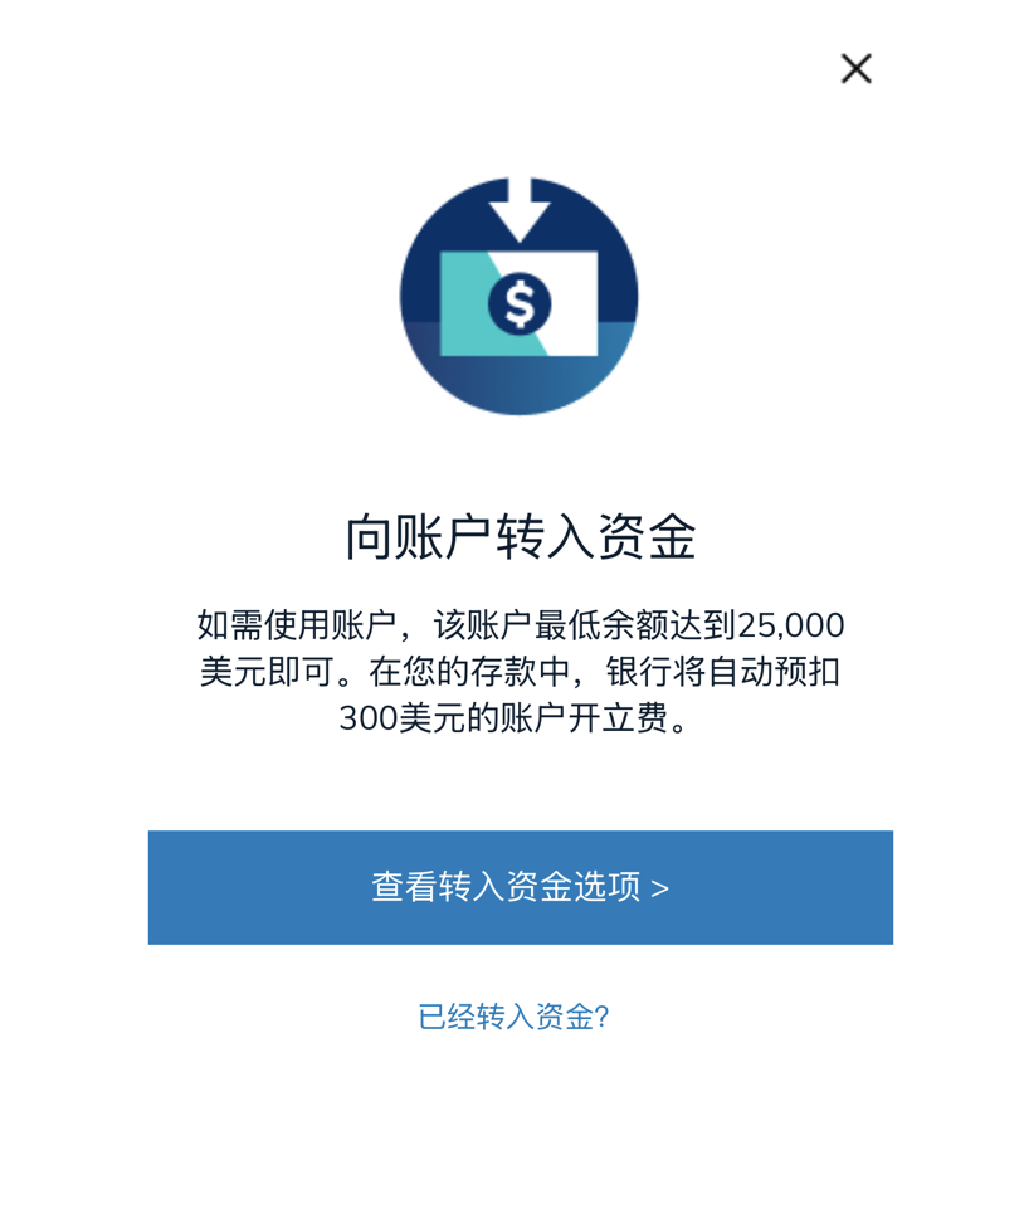 $
向账户转入资金
如需使用账户，该账户最低余额达到25,000
美元即可。在您的存款中，银行将自动预扣
300美元的账户开立费。
查看转入资金选项 >
已经转入资金?